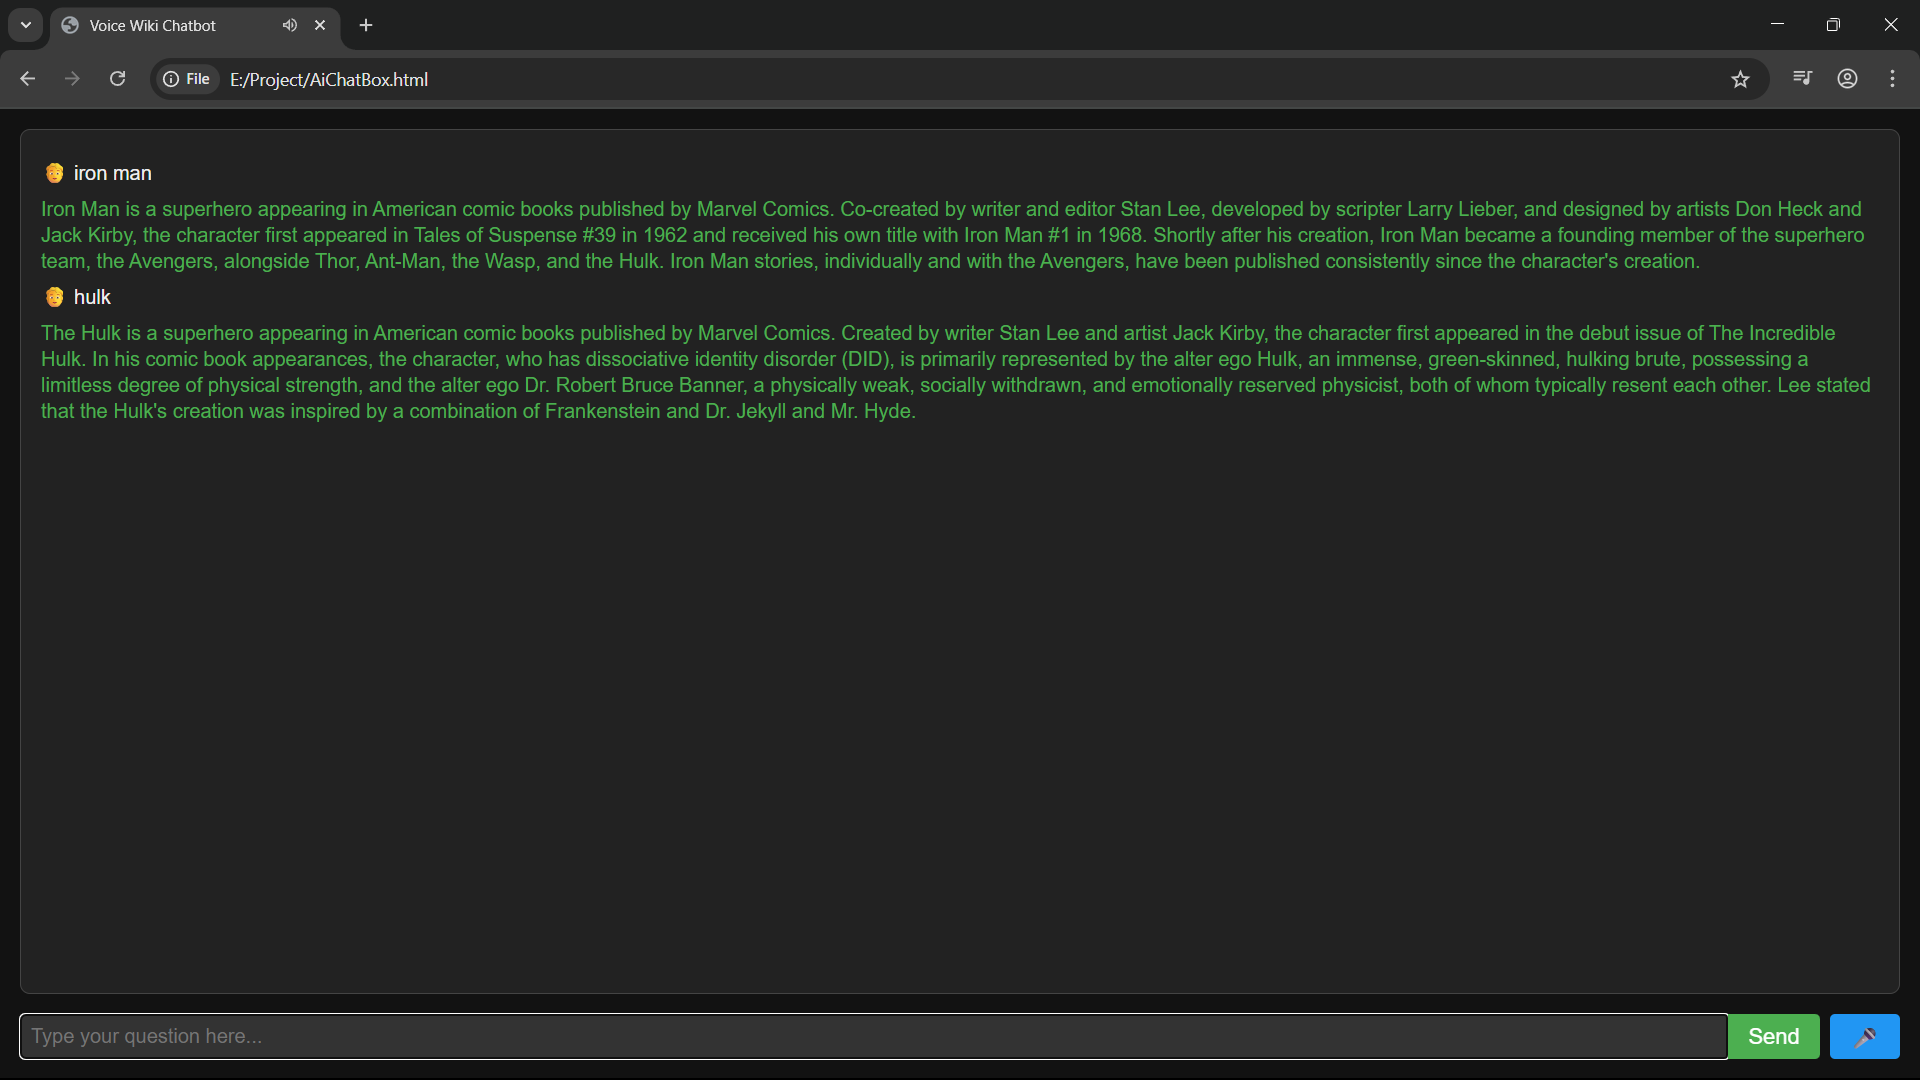 Voice Wiki Chatbot
File
E:/Project/AiChatBox.html
iron man
Iron Man is a superhero appearing in American comic books published by Marvel Comics. Co-created by writer and editor Stan Lee, developed by scripter Larry Lieber, and designed by artists Don Heck and
Jack Kirby, the character first appeared in Tales of Suspense #39 in 1962 and received his own title with Iron Man #1 in 1968. Shortly after his creation, Iron Man became a founding member of the superhero
team, the Avengers, alongside Thor, Ant-Man, the Wasp, and the Hulk. Iron Man stories, individually and with the Avengers, have been published consistently since the character's creation.
hulk
The Hulk is a superhero appearing in American comic books published by Marvel Comics. Created by writer Stan Lee and artist Jack Kirby, the character first appeared in the debut issue of The Incredible
Hulk. In his comic book appearances, the character, who has dissociative identity disorder (DID), is primarily represented by the alter ego Hulk, an immense, green-skinned, hulking brute, possessing a
limitless degree of physical strength, and the alter ego Dr. Robert Bruce Banner, a physically weak, socially withdrawn, and emotionally reserved physicist, both of whom typically resent each other. Lee stated
that the Hulk's creation was inspired by a combination of Frankenstein and Dr. Jekyll and Mr. Hyde.
Type your question here...
Send